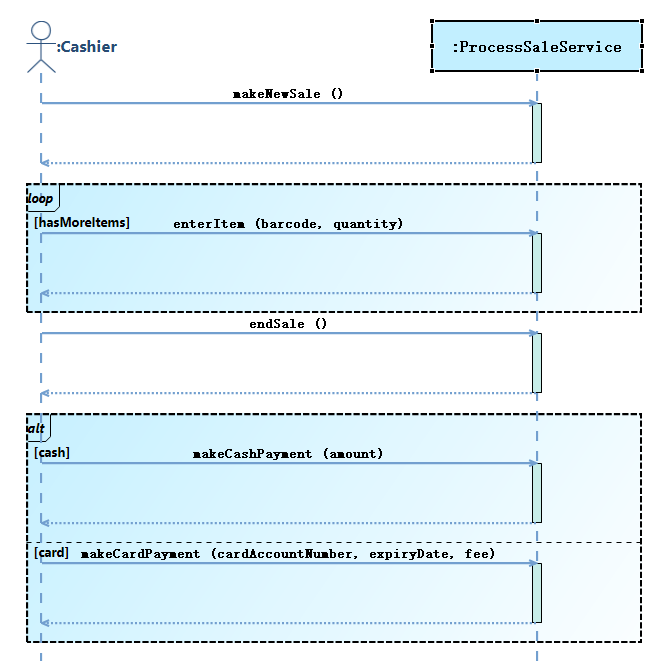 :Cashier
:ProcessSaleService
makeNewSale ()
loop
[hasMoreItems]
enterItem (barcode, quantity)
endSale ()
alt
[cash]
makeCashPayment (amount)
[card]
makeCardPayment (cardAccountNumber, expiryDate, fee)